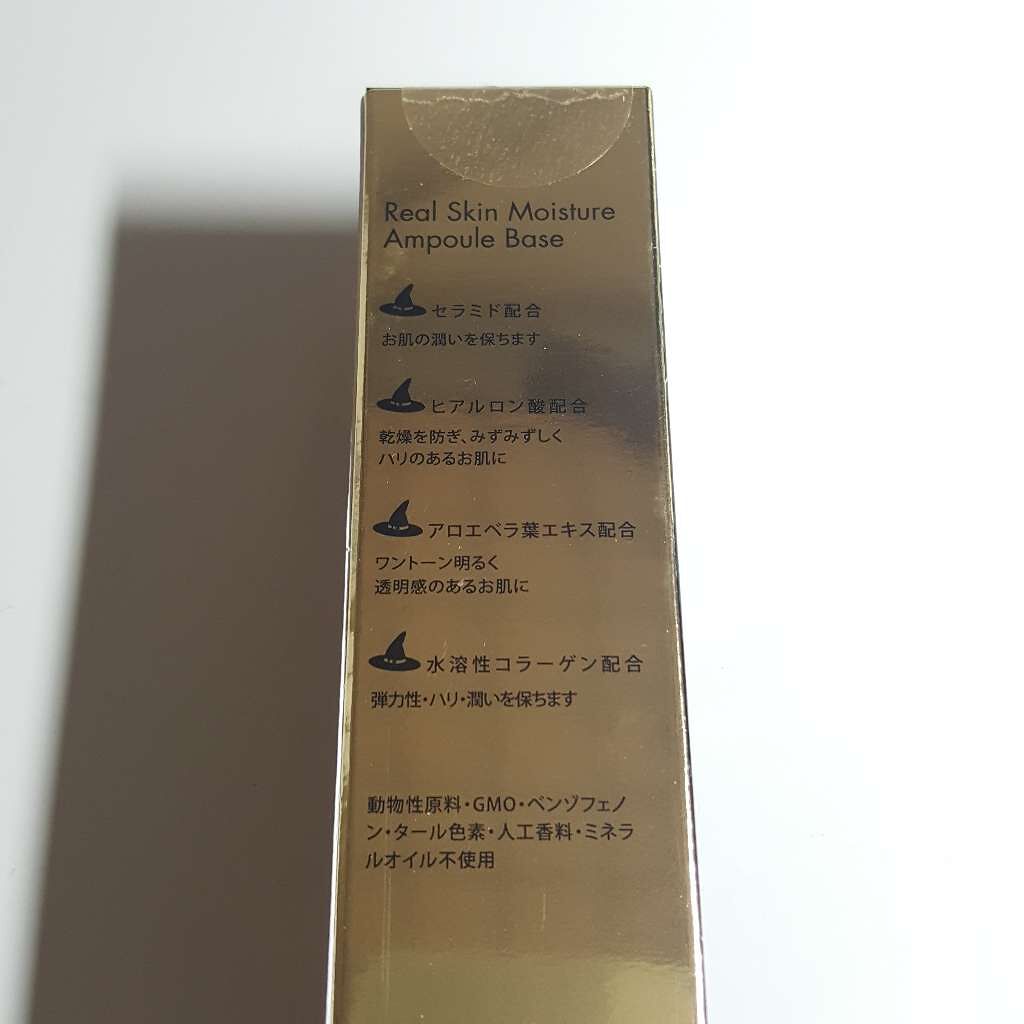 Real Skin Moisture
Ampoule Base
セラミド配合
お肌の潤いを保ちます
ヒアルロン酸配合
乾燥を防ぎ、みずみずしく
ハリのあるお肌に
アロエベラ葉エキス配合
ワントーン明るく
透明感のあるお肌に
水溶性コラーゲン配合
弾力性・ハリ・潤いを保ちます
動物性原料・GMO・ベンゾフェノ
ン・タール色素・人工香料・ミネラ
ルオイル不使用